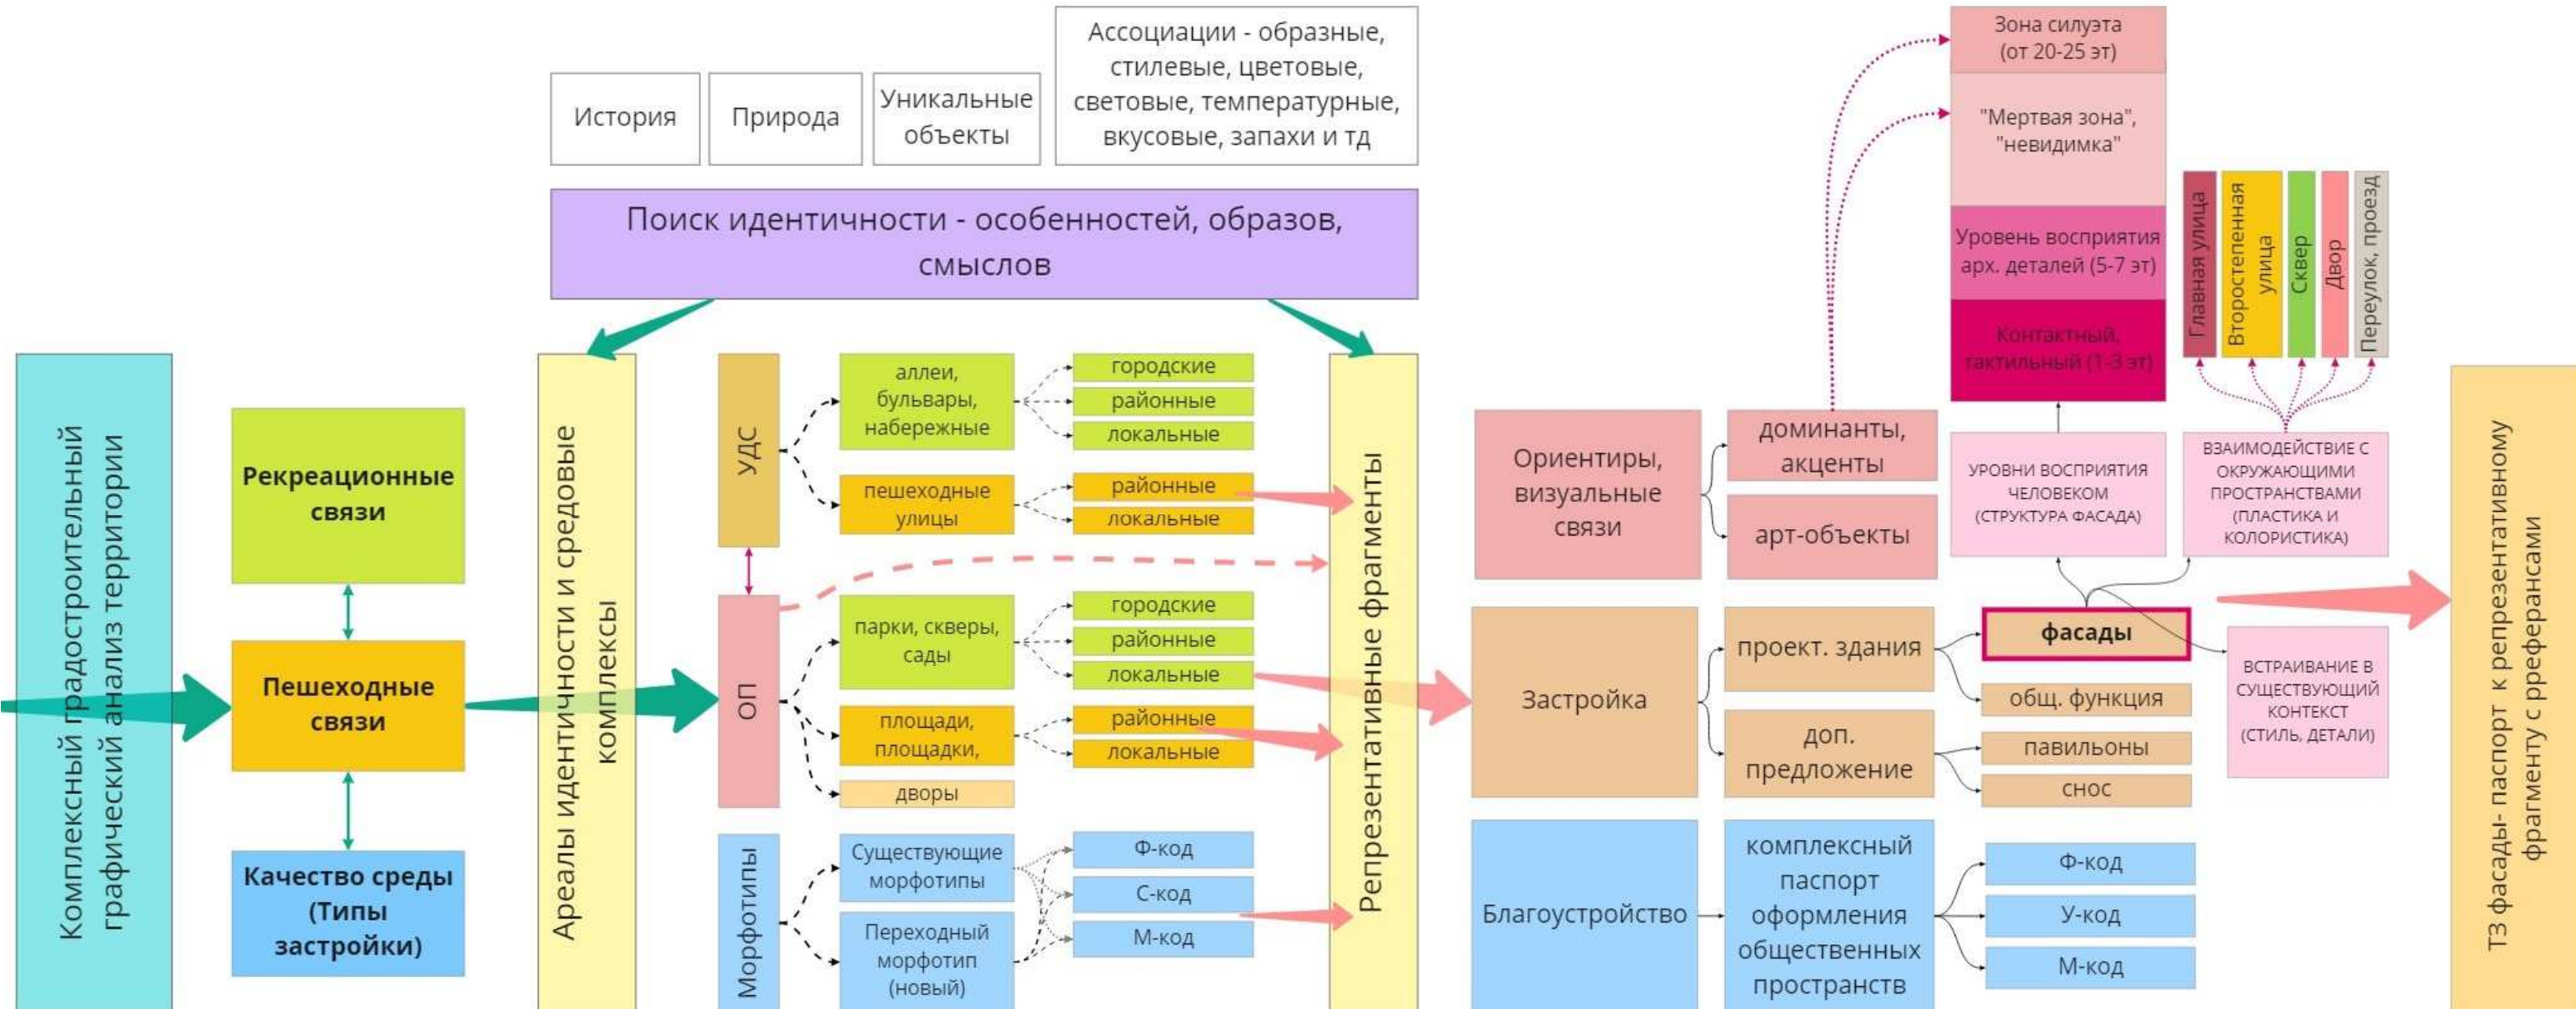 История
Природа
Уникальные
объекты
Ассоциации - образные,
стилевые, цветовые,
световые, температурные,
вкусовые, запахи и тд
Поиск идентичности - особенностей, образов,
смыслов
Комплексный градостроительный
графический анализ территории
Рекреационные
связи
Пешеходные
связи
Качество среды
(Типы
застройки)
Ареалы идентичности и средовые
комплексы
УДС
аллеи,
бульвары,
набережные
городские
районные
локальные
пешеходные
улицы
районные
локальные
ОП
парки, скверы,
сады
городские
районные
локальные
площади,
площадки,
районные
локальные
дворы
Морфотипы
Существующие
морфотипы
Переходный
морфотип
(новый)
Ф-код
С-код
М-код
Репрезентативные фрагменты
Ориентиры,
визуальные
связи
доминанты,
акценты
арт-объекты
Зона силуэта
(от 20-25 эт)
"Мертвая зона",
"невидимка"
Уровень восприятия
арх. деталей (5-7 эт)
Контактный,
тактильный (1-3 эт)
Главная улица
Второстепенная
улица
Сквер
Двор
Переулок, проезд
УРОВНИ ВОСПРИЯТИЯ
ЧЕЛОВЕКОМ
(СТРУКТУРА ФАСАДА)
ВЗАИМОДЕЙСТВИЕ С
ОКРУЖАЮЩИМИ
ПРОСТРАНСТВАМИ
(ПЛАСТИКА И
КОЛОРИСТИКА)
Застройка
проект. здания
фасады
общ. функция
доп.
предложение
павильоны
снос
ВСТРАИВАНИЕ В
СУЩЕСТВУЮЩИЙ
КОНТЕКСТ
(СТИЛЬ, ДЕТАЛИ)
Благоустройство
комплексный
паспорт
оформления
общественных
пространств
Ф-код
У-код
М-код
ТЗ фасады- паспорт  к репрезентативному
фрагменту с рреферансами